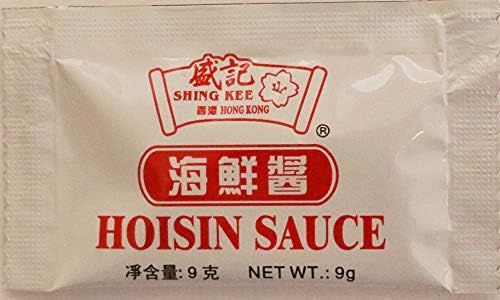 盛記
SHING KEE
香港 HONG KONG
®
海鮮醬
HOISIN SAUCE
淨含量: 9 克 NET WT.: 9g